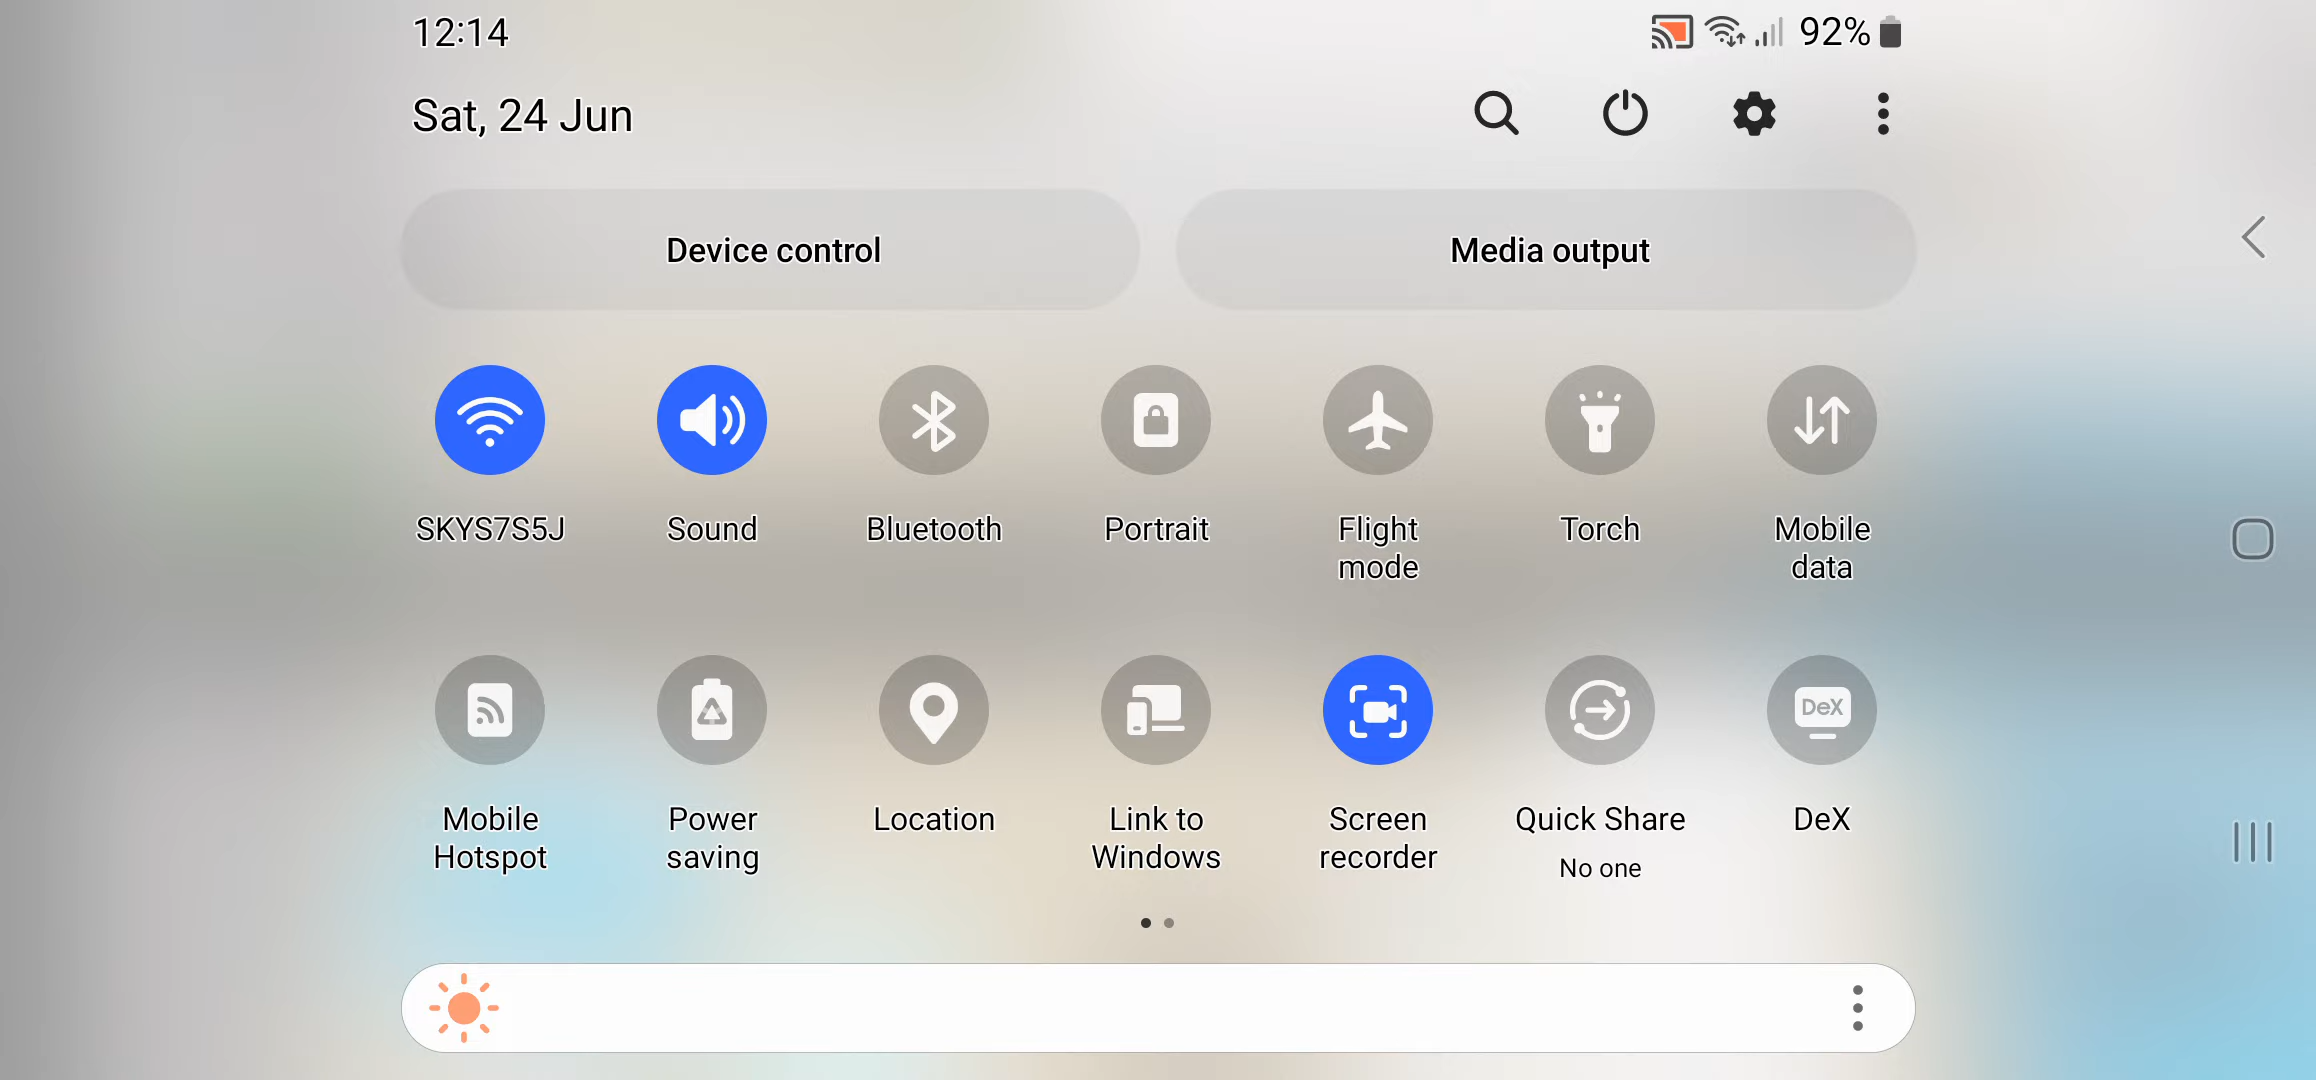 12:14
92%
Sat, 24 Jun
Device control
Media output
SKYS7S5J
Sound
Bluetooth
Portrait
Flight
mode
Torch
Mobile
data
DeX
Mobile
Hotspot
Power
saving
Location
Link to
Windows
Screen
recorder
Quick Share
No one
DeX